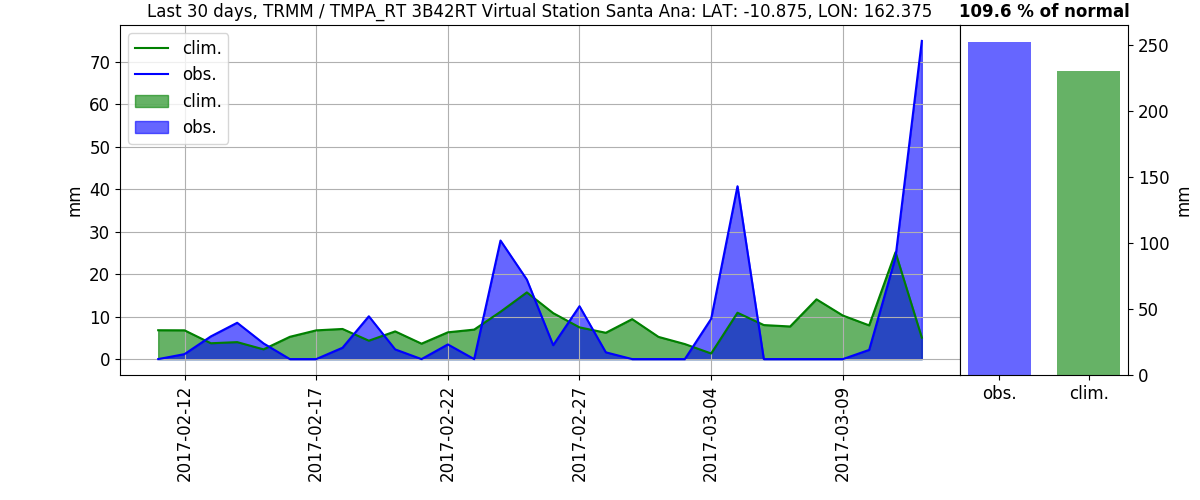 Last 30 days, TRMM / TMPA_RT 3B42RT Virtual Station Santa Ana: LAT: -10.875, LON: 162.375
109.6 % of normal
clim.
obs.
clim.
obs.
70
60
50
40
30
20
10
0
mm
2017-02-12
2017-02-17
2017-02-22
2017-02-27
2017-03-04
2017-03-09
250
200
150
100
50
0
mm
obs.
clim.